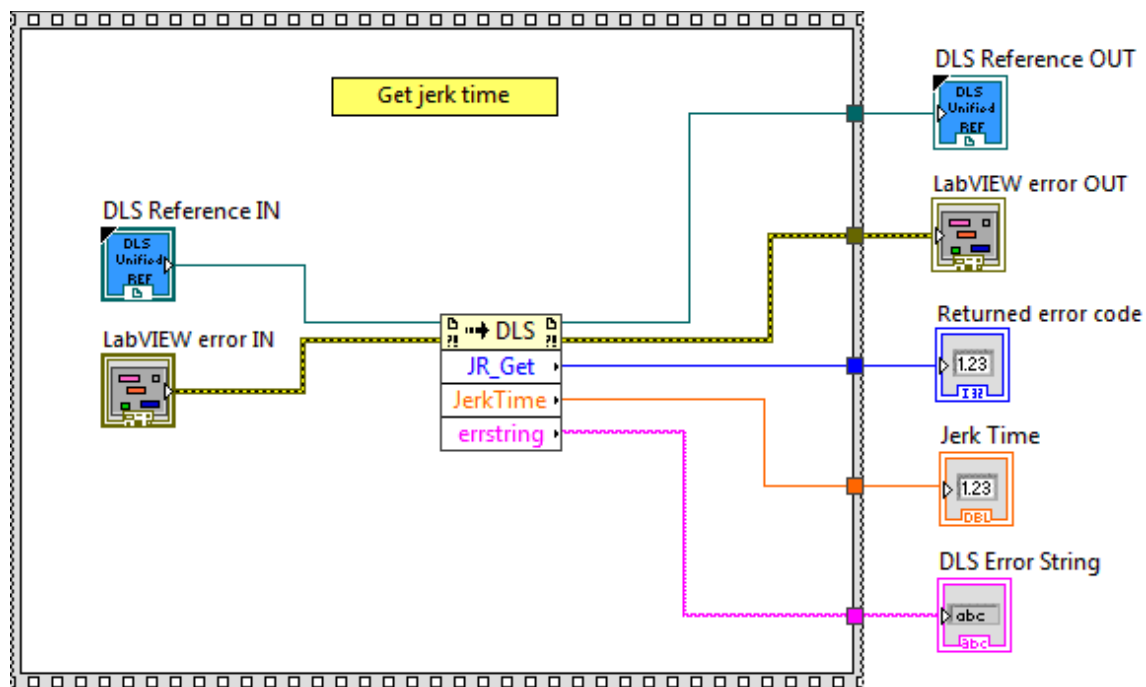 Get jerk time
DLS Reference IN
DLS
Unified
REF
LabVIEW error IN
DLS
JR_Get
JerkTime
errstring
DLS Reference OUT
DLS
Unified
REF
LabVIEW error OUT
Returned error code
1.23
I32
Jerk Time
1.23
DBL
DLS Error String
abc
abc